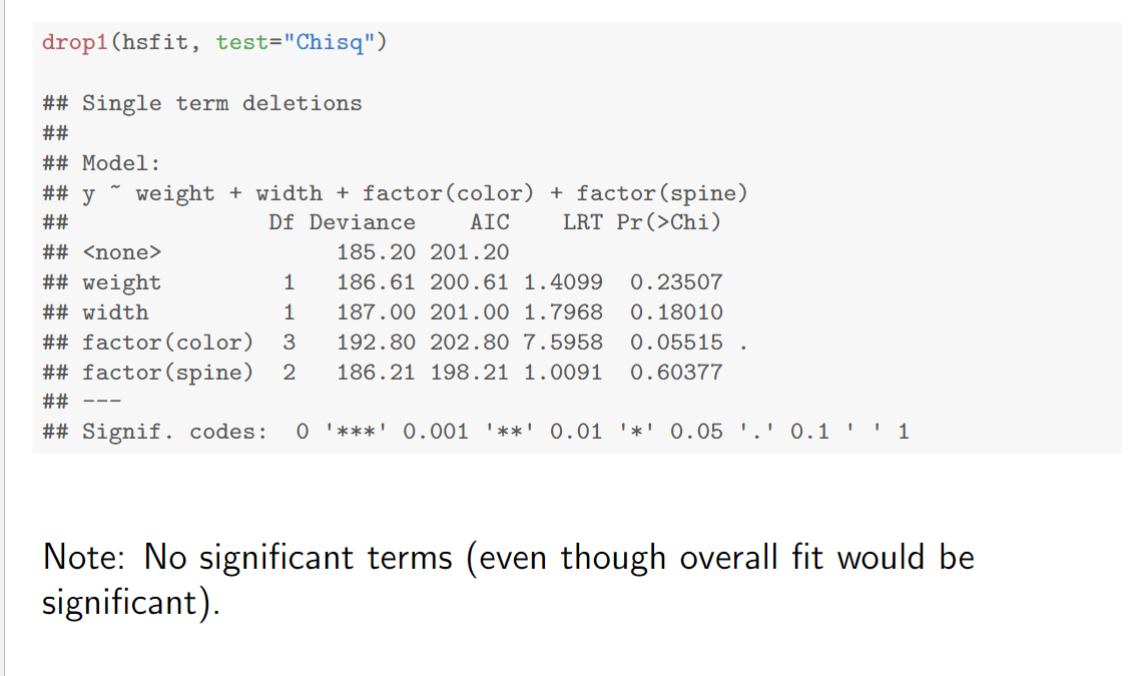 drop1(hsfit, test="Chisq")
## Single term deletions
##
## Model:
## y ~ weight + width + factor(color) + factor(spine)
##               Df Deviance    AIC    LRT Pr(>Chi)
## <none>             185.20 201.20
## weight         1   186.61 200.61 1.4099  0.23507
## width          1   187.00 201.00 1.7968  0.18010
## factor(color)  3   192.80 202.80 7.5958  0.05515 .
## factor(spine)  2   186.21 198.21 1.0091  0.60377
## ---
## Signif. codes:  0 '***' 0.001 '**' 0.01 '*' 0.05 '.' 0.1 ' ' 1
Note: No significant terms (even though overall fit would be
significant).